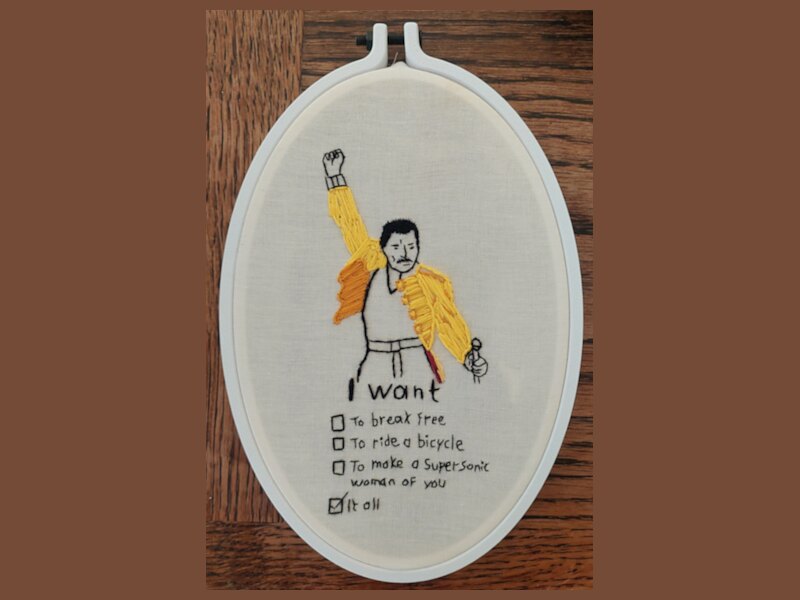 I want
To break free
To ride a bicycle
To make a Supersonic
woman of you
It all